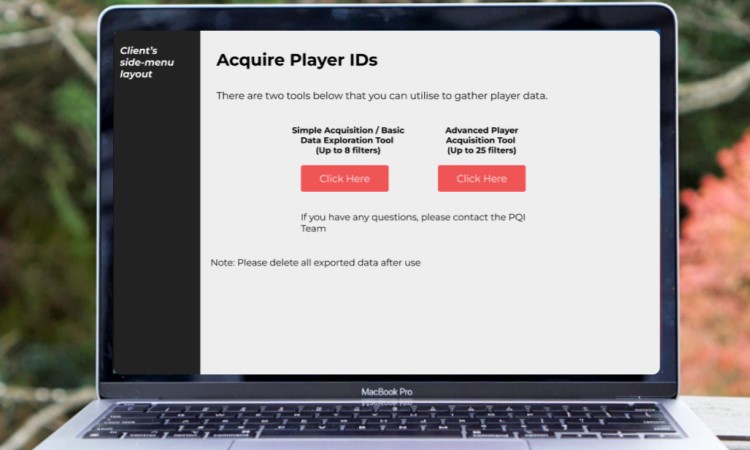 Client's
side-menu
layout
Acquire Player IDs
There are two tools below that you can utilise to gather player data.
Simple Acquisition / Basic
Data Exploration Tool
(Up to 8 filters)
Advanced Player
Acquisition Tool
(Up to 25 filters)
Click Here
Click Here
If you have any questions, please contact the PQI
Team
Note: Please delete all exported data after use
MacBook Pro